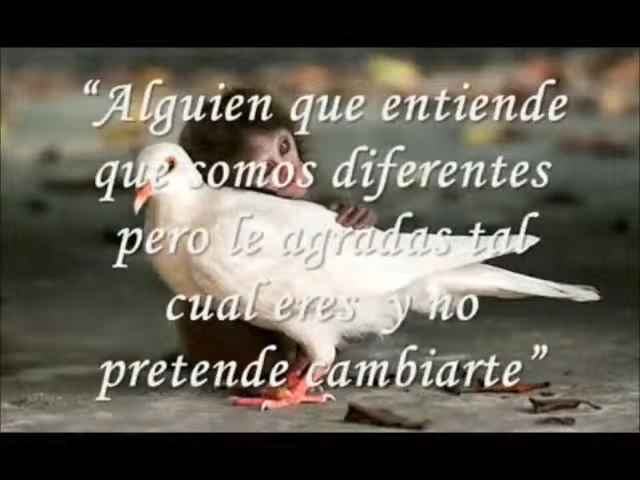 “Alguien que entiende
que somos diferentes
pero le agradas tal
cual eres y no
pretende cambiarte”